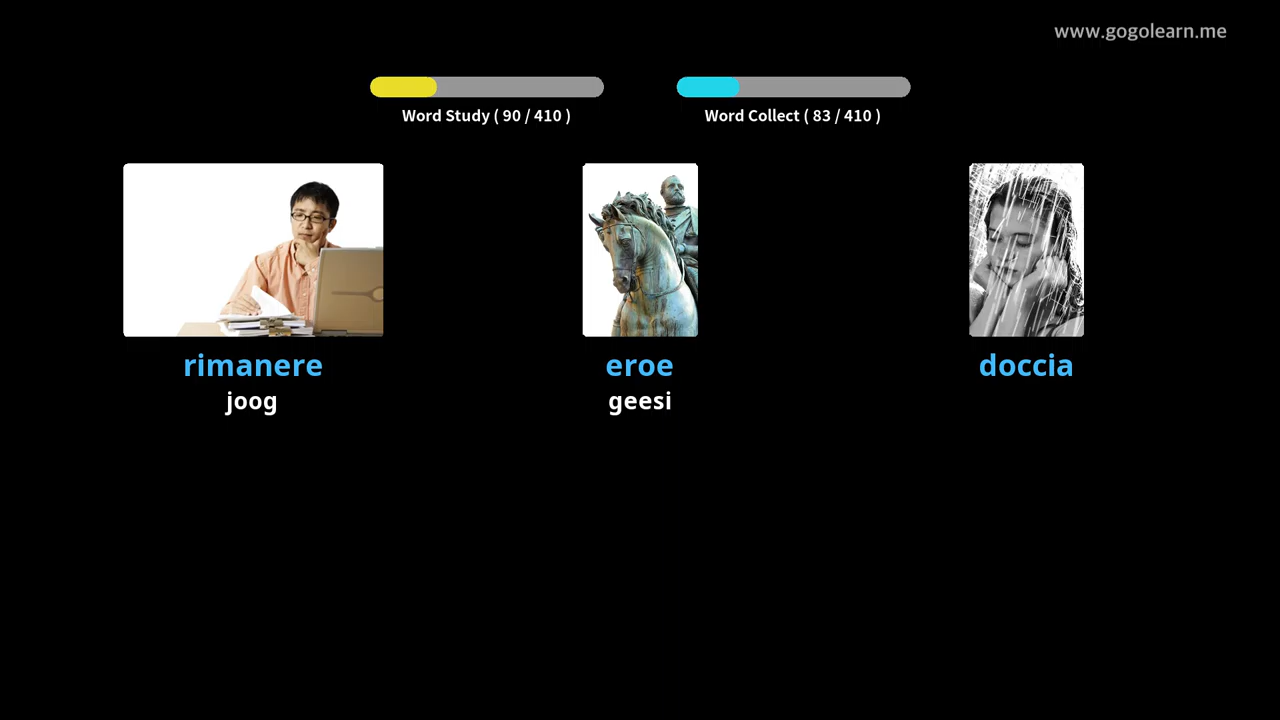 www.gogolearn.me
Word Study ( 90 / 410 )
Word Collect ( 83 / 410 )
rimanere
joog
eroe
geesi
doccia